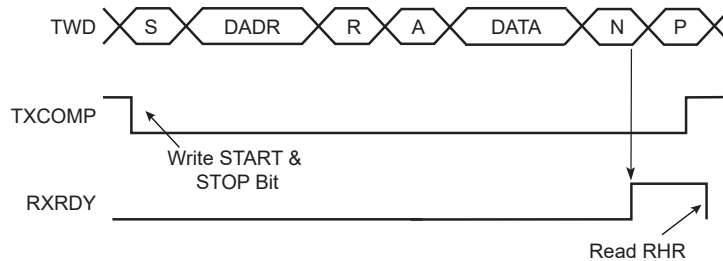 TWD S DADR R A DATA N P
TXCOMP
Write START &
STOP Bit
RXRDY
Read RHR